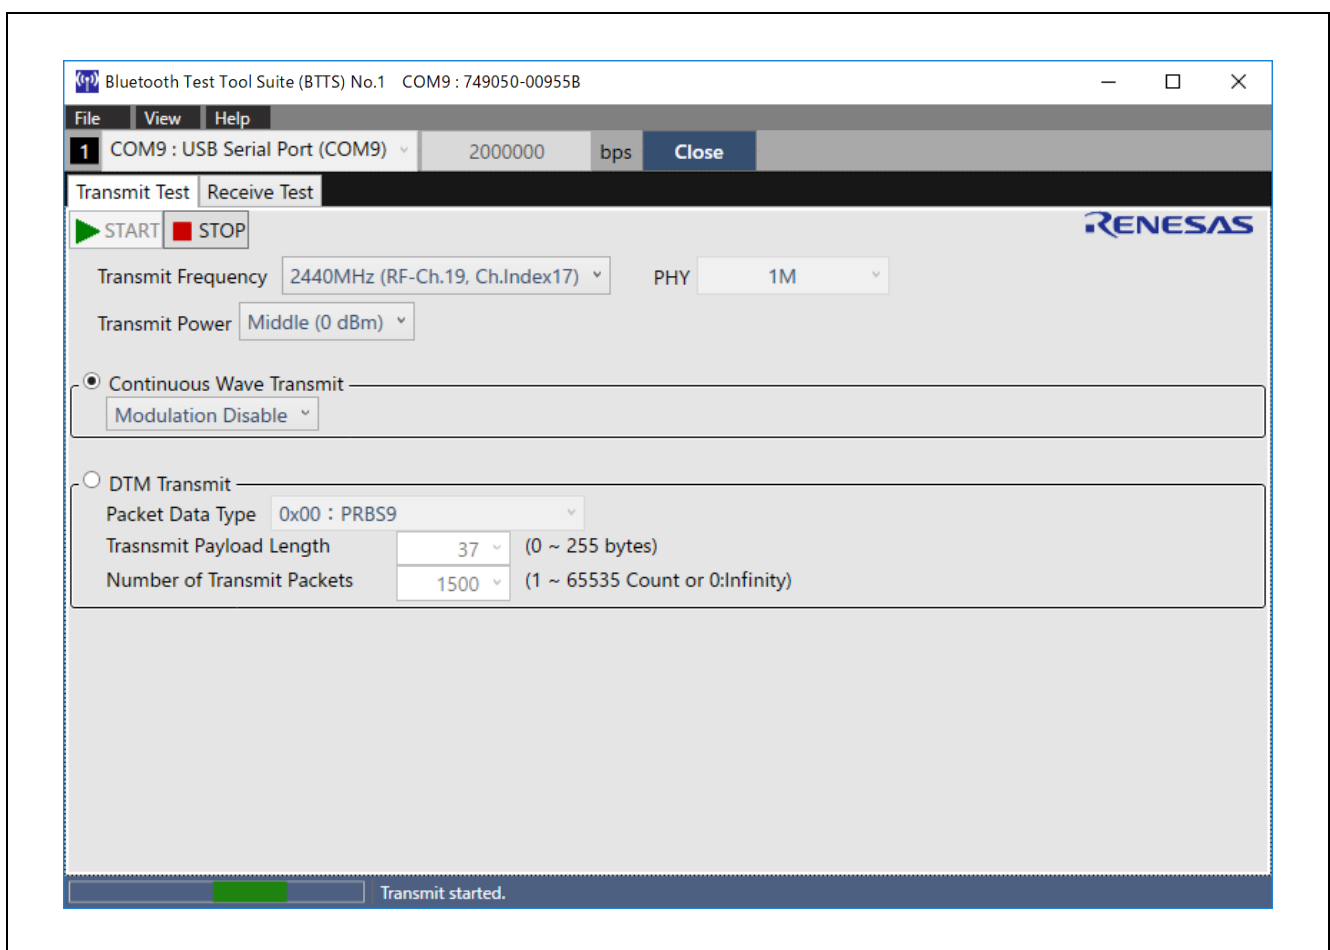 Bluetooth Test Tool Suite (BTTS) No.1 COM9 : 749050-00955B
File View Help
1 COM9 : USB Serial Port (COM9) 2000000 bps Close
Transmit Test Receive Test
START STOP RENESAS
Transmit Frequency 2440MHz (RF-Ch.19, Ch.Index17) PHY 1M
Transmit Power Middle (0 dBm)
Continuous Wave Transmit
Modulation Disable
DTM Transmit
Packet Data Type 0x00 : PRBS9
Trasnsmit Payload Length 37 (0 ~ 255 bytes)
Number of Transmit Packets 1500 (1 ~ 65535 Count or 0:Infinity)
Transmit started.